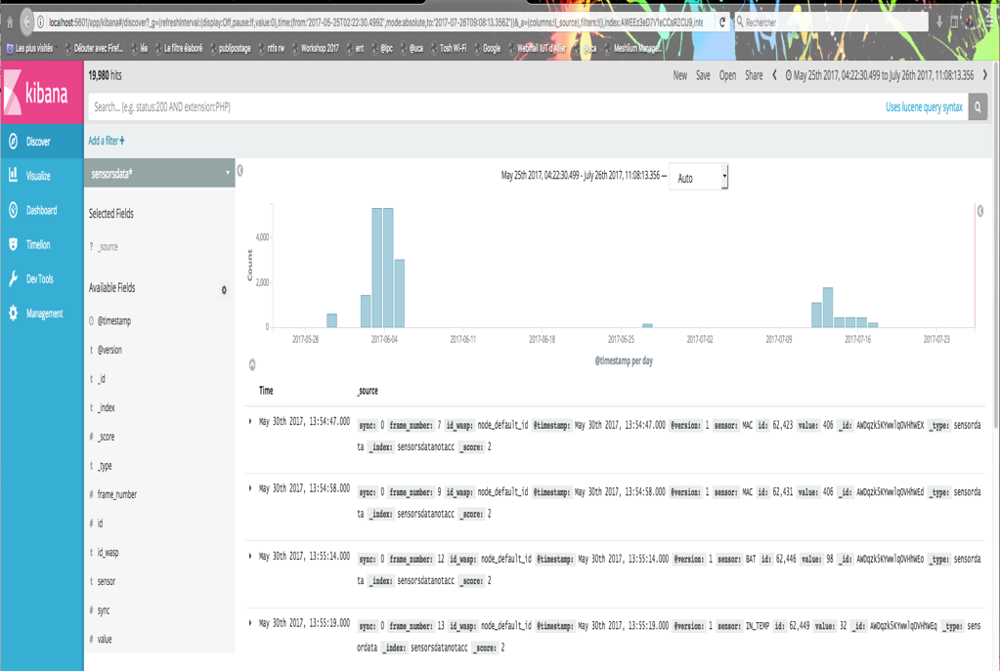 localhost:5601/app/kibana#/discover?_g=(refreshInterval:(display:Off,pause:!f,value:0),time:(from:'2017-05-25T02:22:30.499Z',mode:absolute,to:'2017-07-26T09:08:13.356Z'))&_a=(columns:!(_source),filters:!(),index:AWEEz3eD7V1eCCsR2CU9,inte
Rechercher
Les plus visités
Débuter avec Firef...
léa
Le filtre élaboré
publipostage
ntfs rw
Workshop 2017
ent
@ipc
@uca
Tosh Wi-Fi
Google
Webmail IUT d'Allier
@uca
Meshlium Manage...
kibana
19,980 hits
New Save Open Share May 25th 2017, 04:22:30.499 to July 26th 2017, 11:08:13.356
Search... (e.g. status:200 AND extension:PHP)
Uses lucene query syntax
Discover
Visualize
Dashboard
Timelion
Dev Tools
Management
Add a filter +
sensorsdata*
Selected Fields
? _source
Available Fields
@timestamp
t @version
t _id
t _index
# _score
t _type
# frame_number
# id
t id_wasp
t sensor
# sync
# value
May 25th 2017, 04:22:30.499 - July 26th 2017, 11:08:13.356 —
Auto
Count
4,000
2,000
0
2017-05-28 2017-06-04 2017-06-11 2017-06-18 2017-06-25 2017-07-02 2017-07-09 2017-07-16 2017-07-23
@timestamp per day
Time _source
May 30th 2017, 13:54:47.000 sync: 0 frame_number: 7 id_wasp: node_default_id @timestamp: May 30th 2017, 13:54:47.000 @version: 1 sensor: MAC id: 62,423 value: 406 _id: AWDqzk5KYwwlqOVHhWEX _type: sensorda
ta _index: sensorsdatanotacc _score: 2
May 30th 2017, 13:54:58.000 sync: 0 frame_number: 9 id_wasp: node_default_id @timestamp: May 30th 2017, 13:54:58.000 @version: 1 sensor: MAC id: 62,431 value: 406 _id: AWDqzk5KYwwlqOVHhWEd _type: sensorda
ta _index: sensorsdatanotacc _score: 2
May 30th 2017, 13:55:14.000 sync: 0 frame_number: 12 id_wasp: node_default_id @timestamp: May 30th 2017, 13:55:14.000 @version: 1 sensor: BAT id: 62,446 value: 98 _id: AWDqzk5KYwwlqOVHhWEo _type: sensorda
ta _index: sensorsdatanotacc _score: 2
May 30th 2017, 13:55:19.000 sync: 0 frame_number: 13 id_wasp: node_default_id @timestamp: May 30th 2017, 13:55:19.000 @version: 1 sensor: IN_TEMP id: 62,449 value: 32 _id: AWDqzk5KYwwlqOVHhWEq _type: sens
ordata _index: sensorsdatanotacc _score: 2